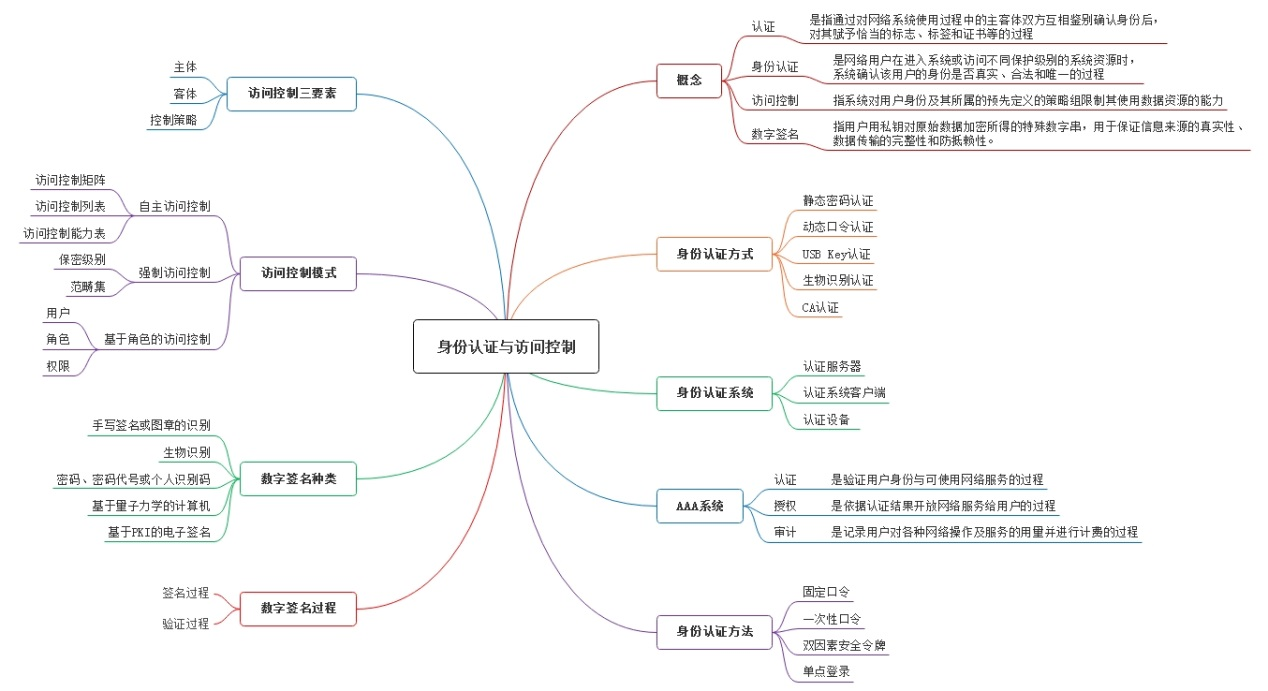 身份认证与访问控制
概念
认证
是指通过对网络系统使用过程中的主客体双方互相鉴别确认身份后，
对其赋予恰当的标志、标签和证书等的过程
身份认证
是网络用户在进入系统或访问不同保护级别的系统资源时，
系统确认该用户的身份是否真实、合法和唯一的过程
访问控制
指系统对用户身份及其所属的预先定义的策略组限制其使用数据资源的能力
数字签名
指用户用私钥对原始数据加密所得的特殊数字串，用于保证信息来源的真实性、
数据传输的完整性和防抵赖性。
身份认证方式
静态密码认证
动态口令认证
USB Key认证
生物识别认证
CA认证
身份认证系统
认证服务器
认证系统客户端
认证设备
AAA系统
认证
是验证用户身份与可使用网络服务的过程
授权
是依据认证结果开放网络服务给用户的过程
审计
是记录用户对各种网络操作及服务的用量并进行计费的过程
身份认证方法
固定口令
一次性口令
双因素安全令牌
单点登录
访问控制三要素
主体
客体
控制策略
访问控制模式
自主访问控制
访问控制矩阵
访问控制列表
访问控制能力表
强制访问控制
保密级别
范畴集
基于角色的访问控制
用户
角色
权限
数字签名种类
手写签名或图章的识别
生物识别
密码、密码代号或个人识别码
基于量子力学的计算机
基于PKI的电子签名
数字签名过程
签名过程
验证过程